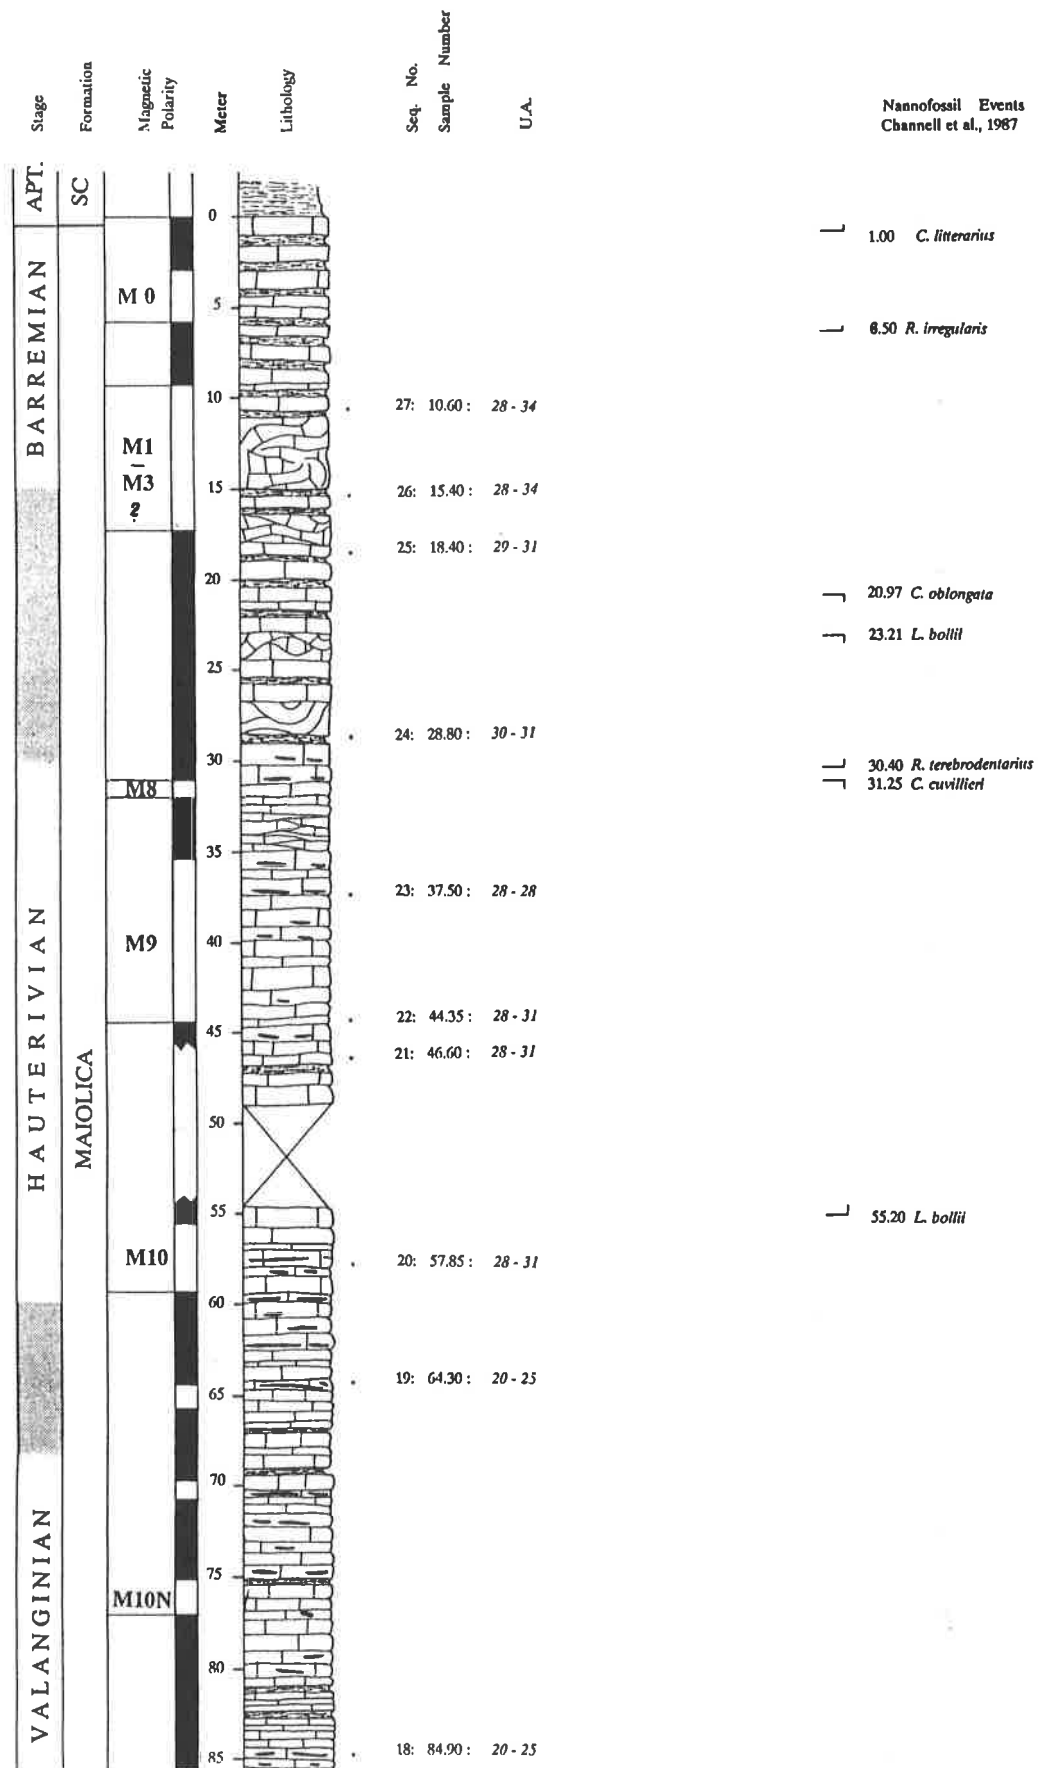 Stage
Formation
Magnetic Polarity
Meter
Lithology
Seq. No.
Sample Number
U.A.
Nannofossil Events
Channell et al., 1987
APT.
SC
BARREMIAN
HAUTERIVIAN
VALANGINIAN
MAIOLICA
M 0
M1
–
M3
?
M8
M9
M10
M10N
0
5
10
15
20
25
30
35
40
45
50
55
60
65
70
75
80
85
27: 10.60 : 28 - 34
26: 15.40 : 28 - 34
25: 18.40 : 29 - 31
24: 28.80 : 30 - 31
23: 37.50 : 28 - 28
22: 44.35 : 28 - 31
21: 46.60 : 28 - 31
20: 57.85 : 28 - 31
19: 64.30 : 20 - 25
18: 84.90 : 20 - 25
1.00 C. litterarius
6.50 R. irregularis
20.97 C. oblongata
23.21 L. bollii
30.40 R. terebrodentarius
31.25 C. cuvillieri
55.20 L. bollii